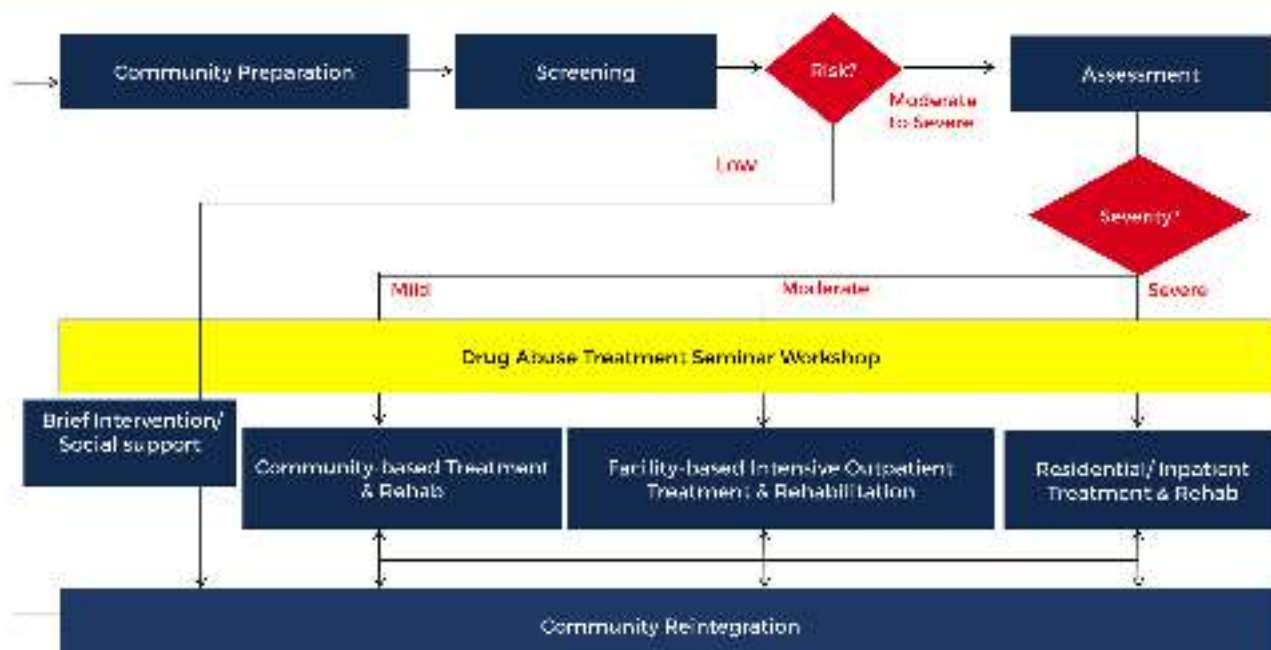 Community Preparation
Screening
Risk?
Assessment
Moderate
to Severe
Low
Severity?
Mild
Moderate
Severe
Drug Abuse Treatment Seminar Workshop
Brief Intervention/
Social support
Community-based Treatment
& Rehab
Facility-based Intensive Outpatient
Treatment & Rehabilitation
Residential/ Inpatient
Treatment & Rehab
Community Reintegration